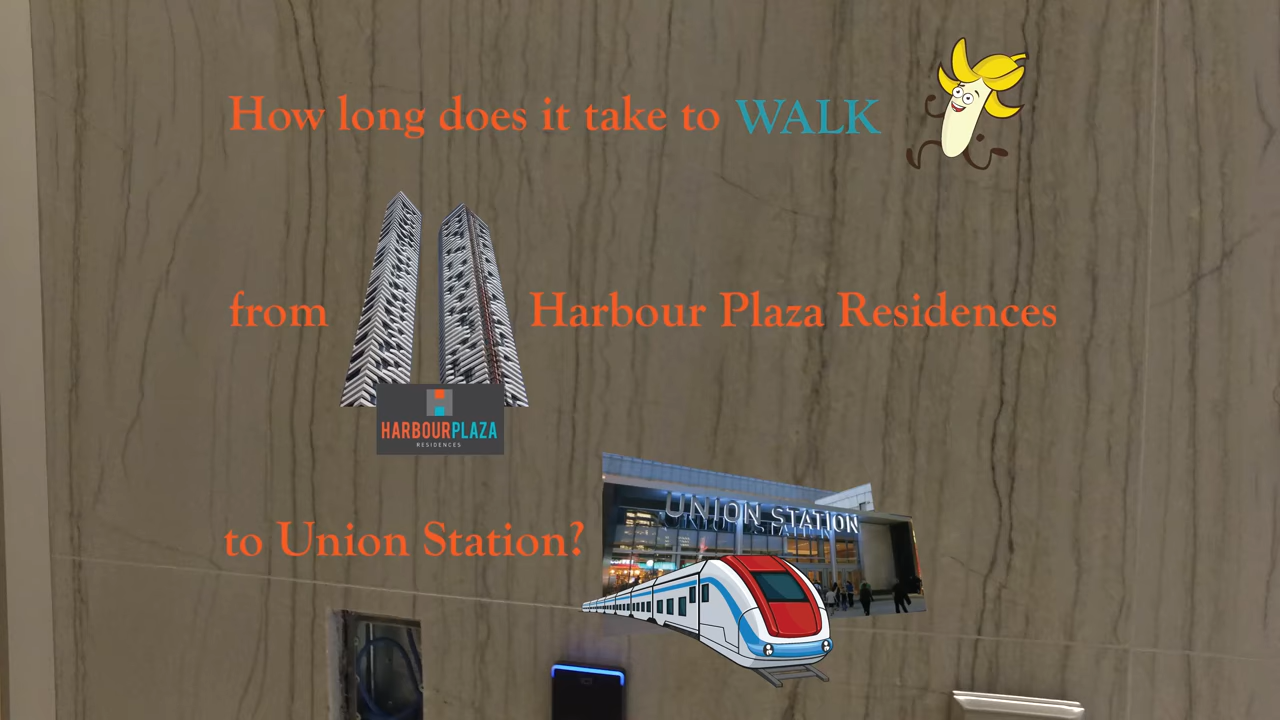 How long does it take to WALK
from Harbour Plaza Residences
HARBOURPLAZA
RESIDENCES
to Union Station?
UNION STATION